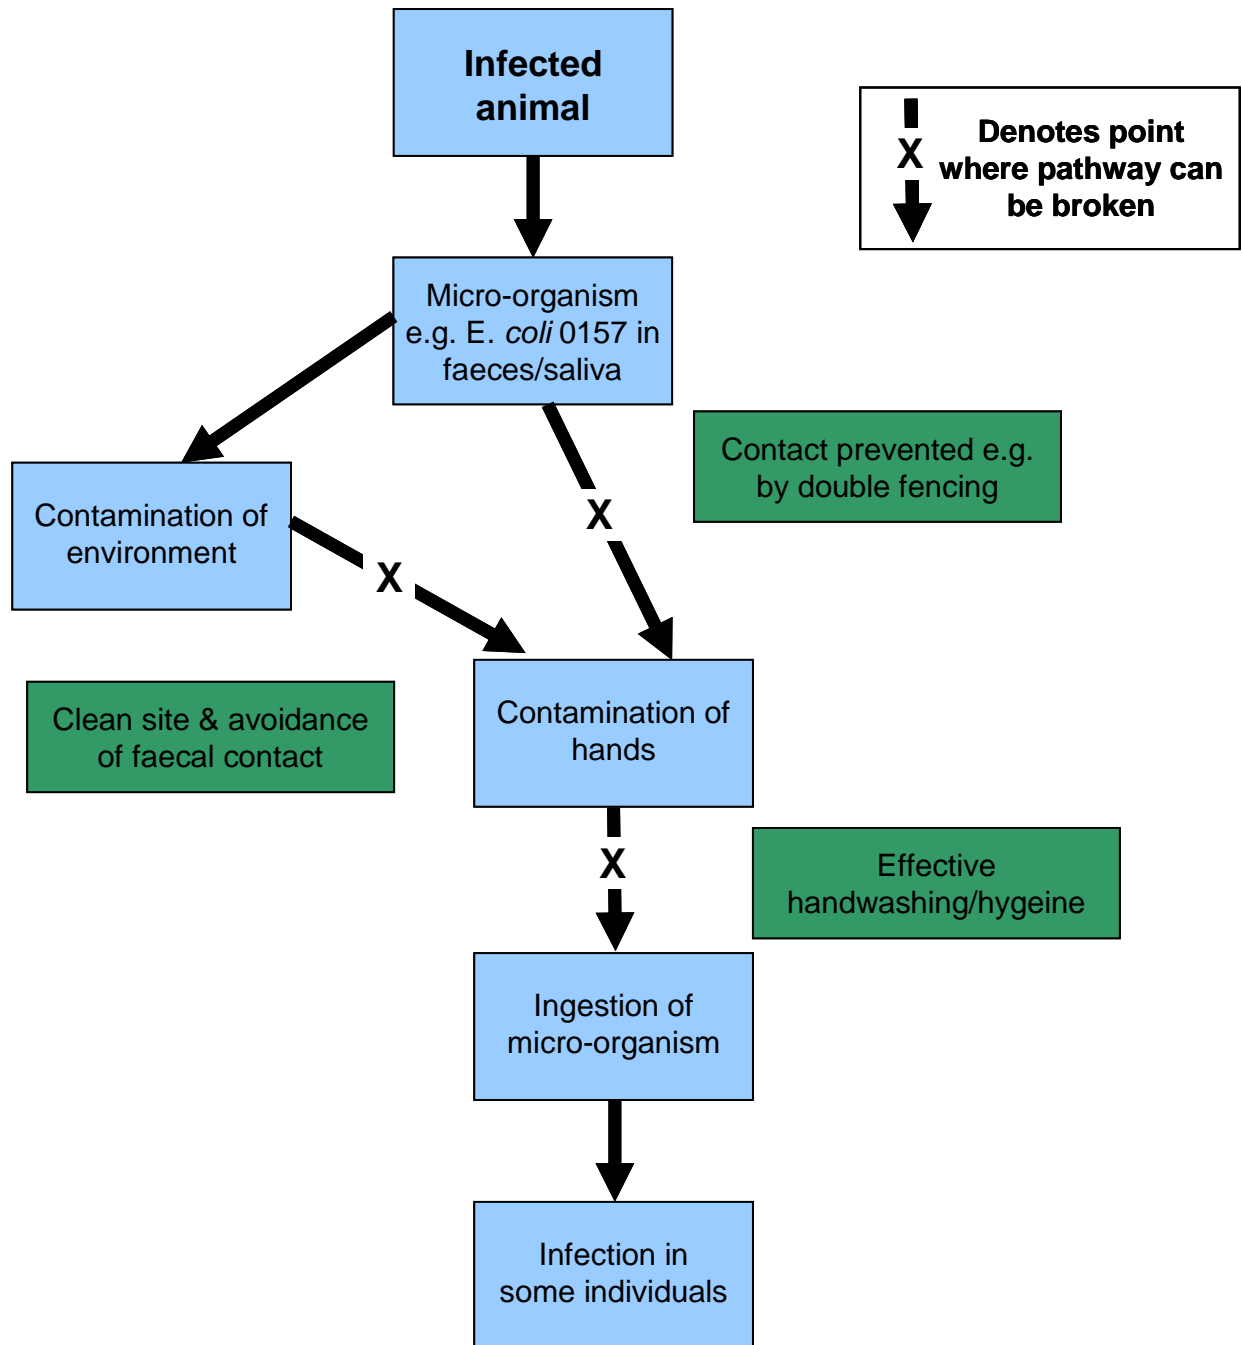 Infected
animal
X
Denotes point
where pathway can
be broken
Micro-organism
e.g. E. coli 0157 in
faeces/saliva
Contact prevented e.g.
by double fencing
Contamination of
environment
X
X
Clean site & avoidance
of faecal contact
Contamination of
hands
X
Effective
handwashing/hygeine
Ingestion of
micro-organism
Infection in
some individuals